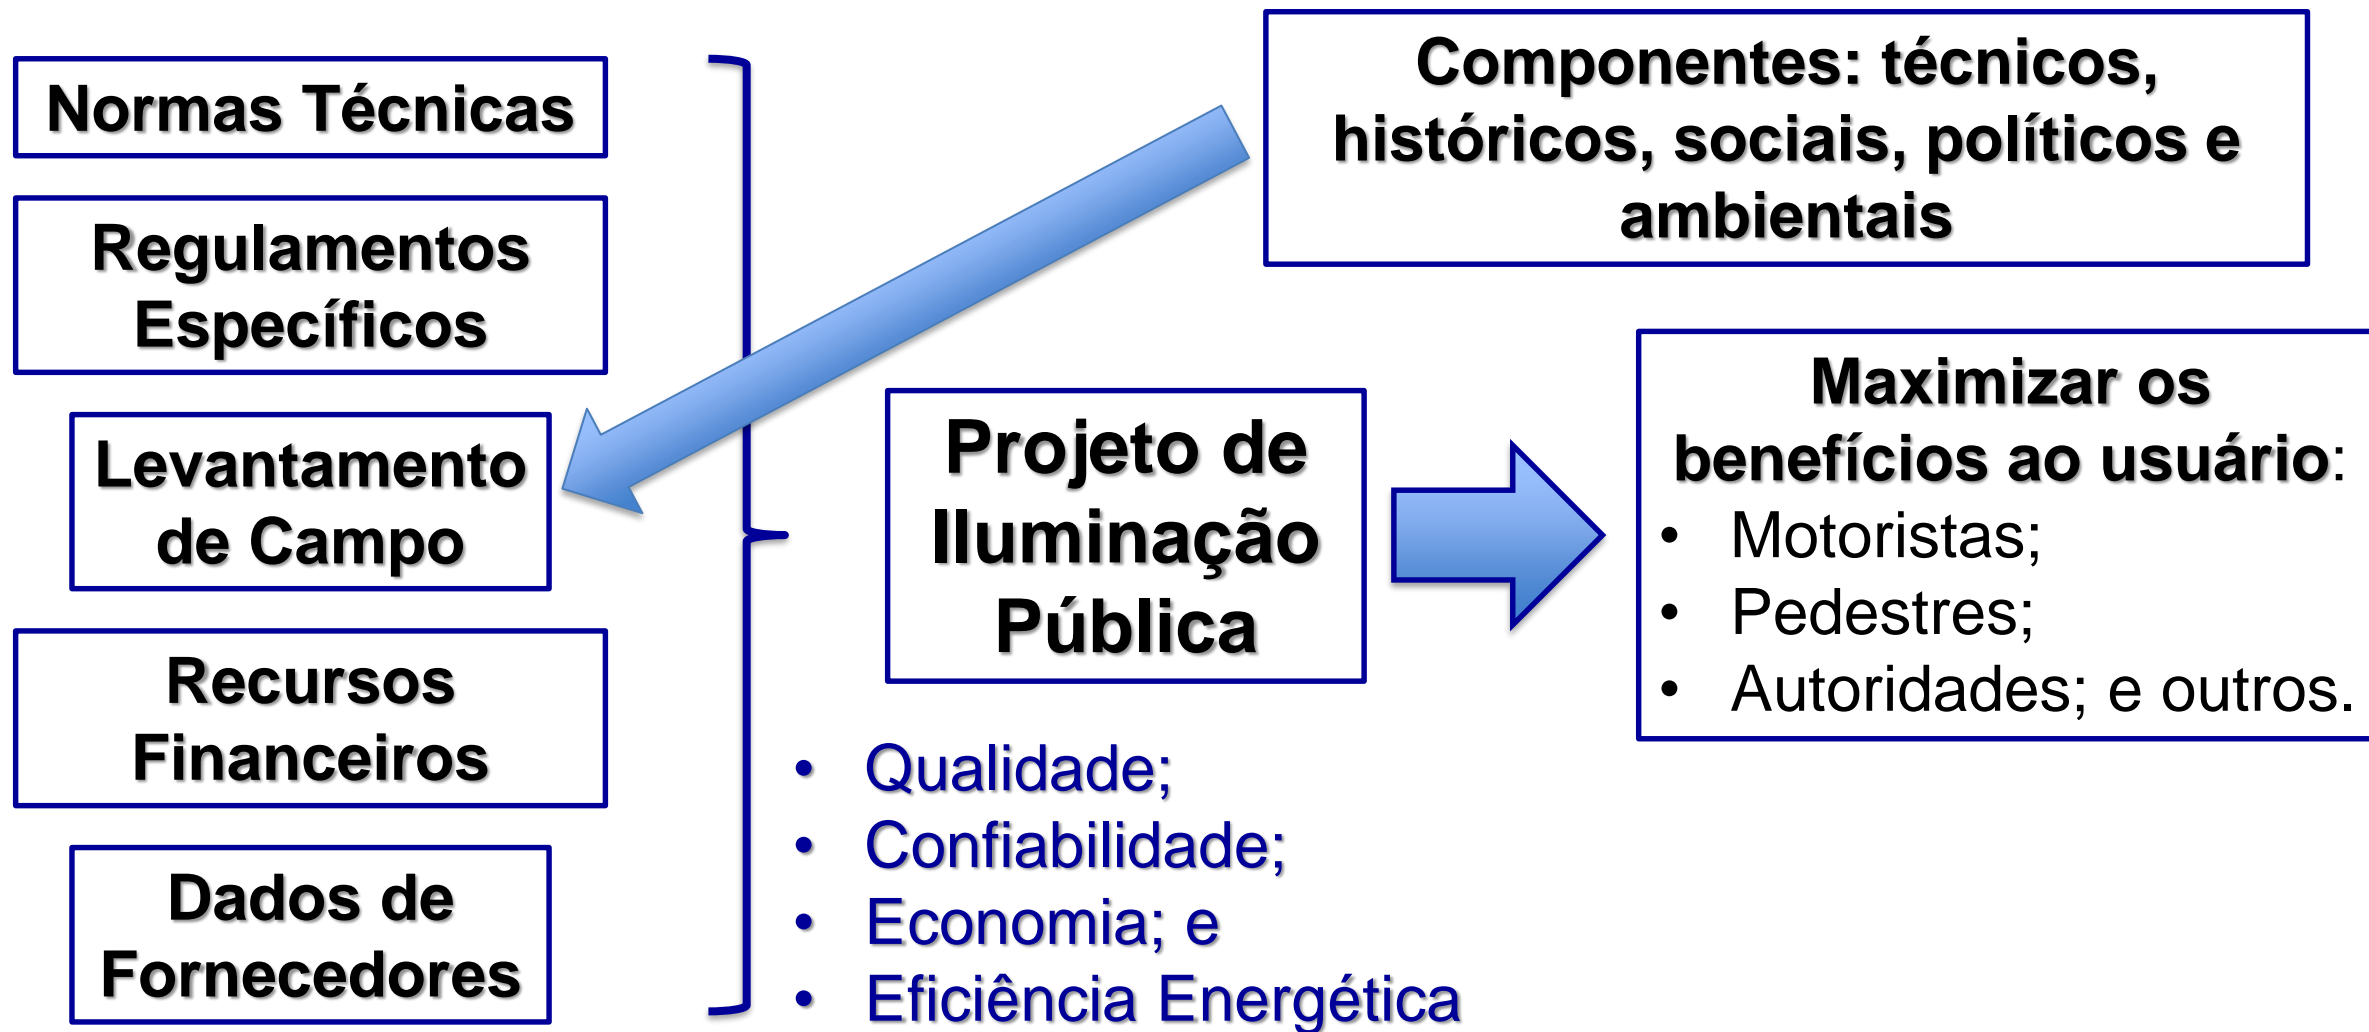 Normas Técnicas
Regulamentos
Específicos
Levantamento
de Campo
Recursos
Financeiros
Dados de
Fornecedores
Componentes: técnicos,
históricos, sociais, políticos e
ambientais
Projeto de
Iluminação
Pública
• Qualidade;
• Confiabilidade;
• Economia; e
• Eficiência Energética
Maximizar os
benefícios ao usuário:
• Motoristas;
• Pedestres;
• Autoridades; e outros.